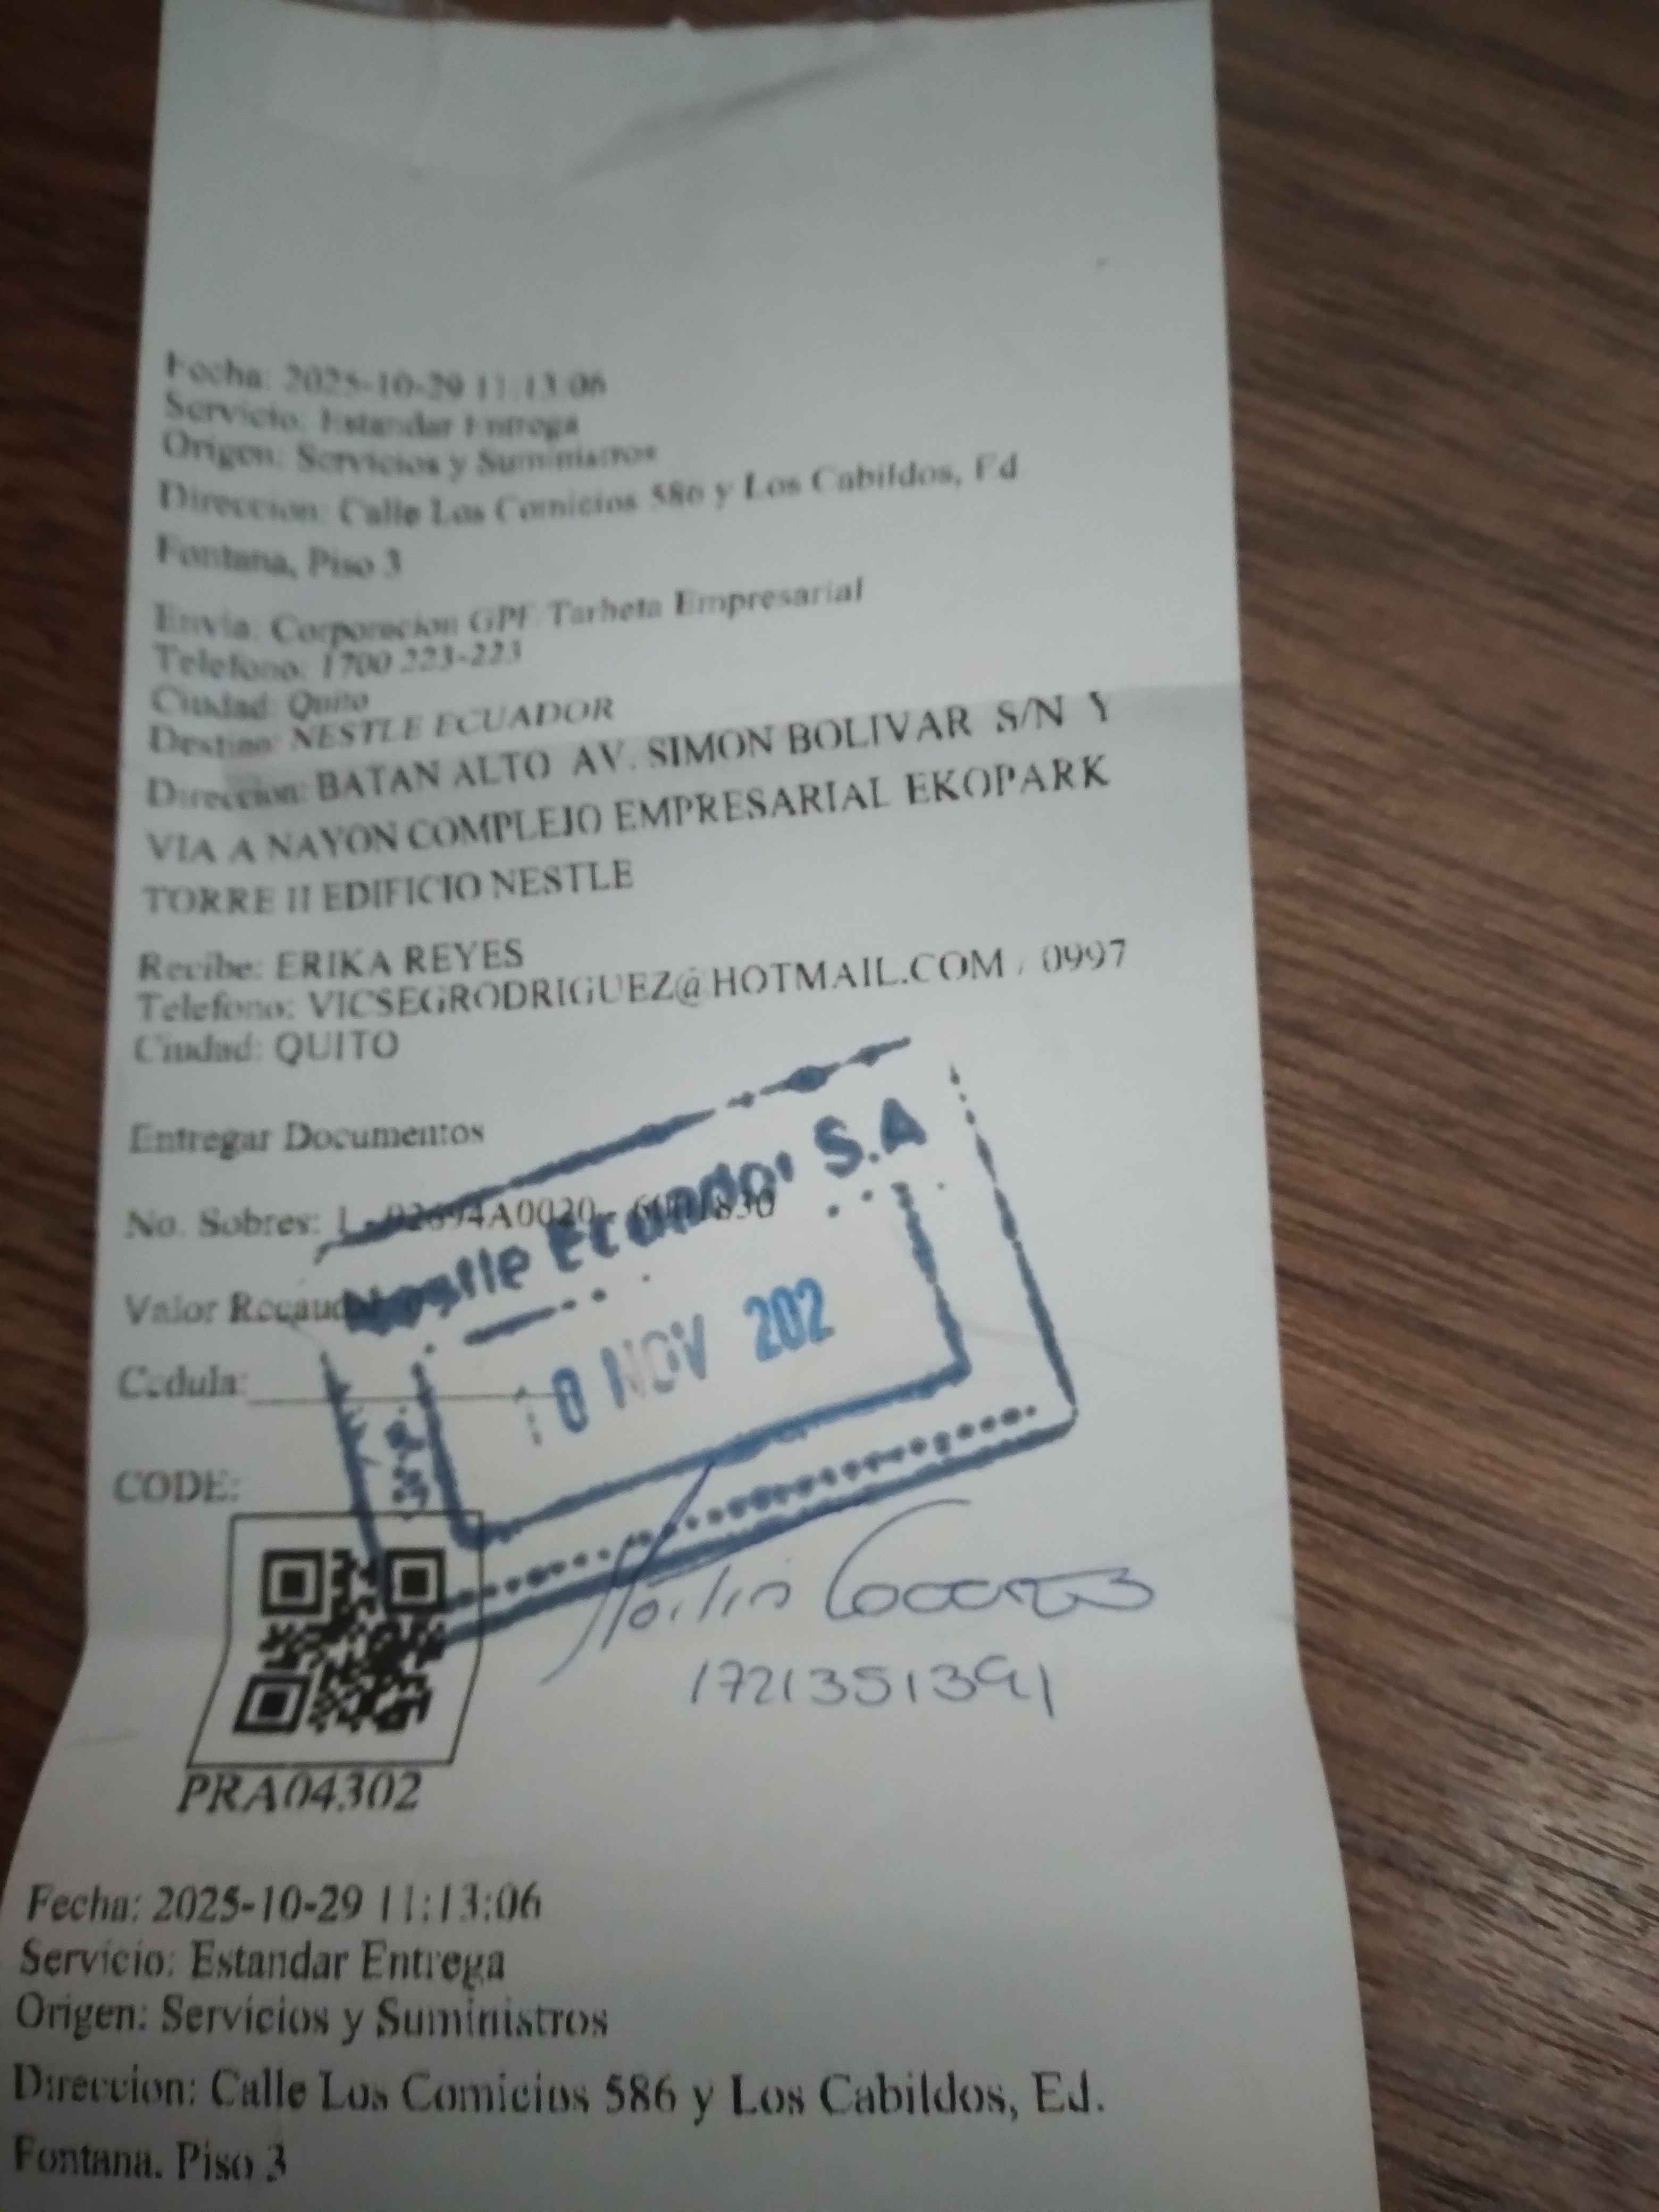 Fecha: 2025-10-29 11:13:06
Servicio: Estandar Entrega
Origen: Servicios y Suministros
Direccion: Calle Los Comicios 586 y Los Cabildos, Ed
Fontana, Piso 3
Envia: Corporacion GPF Tarheta Empresarial
Telefono: 1700 223-223
Ciudad: Quito
Destino: NESTLE ECUADOR
Direccion: BATAN ALTO AV. SIMON BOLIVAR S/N Y
VIA A NAYON COMPLEJO EMPRESARIAL EKOPARK
TORRE II EDIFICIO NESTLE
Recibe: ERIKA REYES
Telefono: VICSEGRODRIGUEZ@HOTMAIL.COM / 0997
Ciudad: QUITO
Entregar Documentos
No. Sobres: 1
Nestle Ecuador S.A
Valor
Cedula:
10 NOV 202
CODE:
1721351391
PRA04302
Fecha: 2025-10-29 11:13:06
Servicio: Estandar Entrega
Origen: Servicios y Suministros
Direccion: Calle Los Comicios 586 y Los Cabildos, Ed.
Fontana. Piso 3